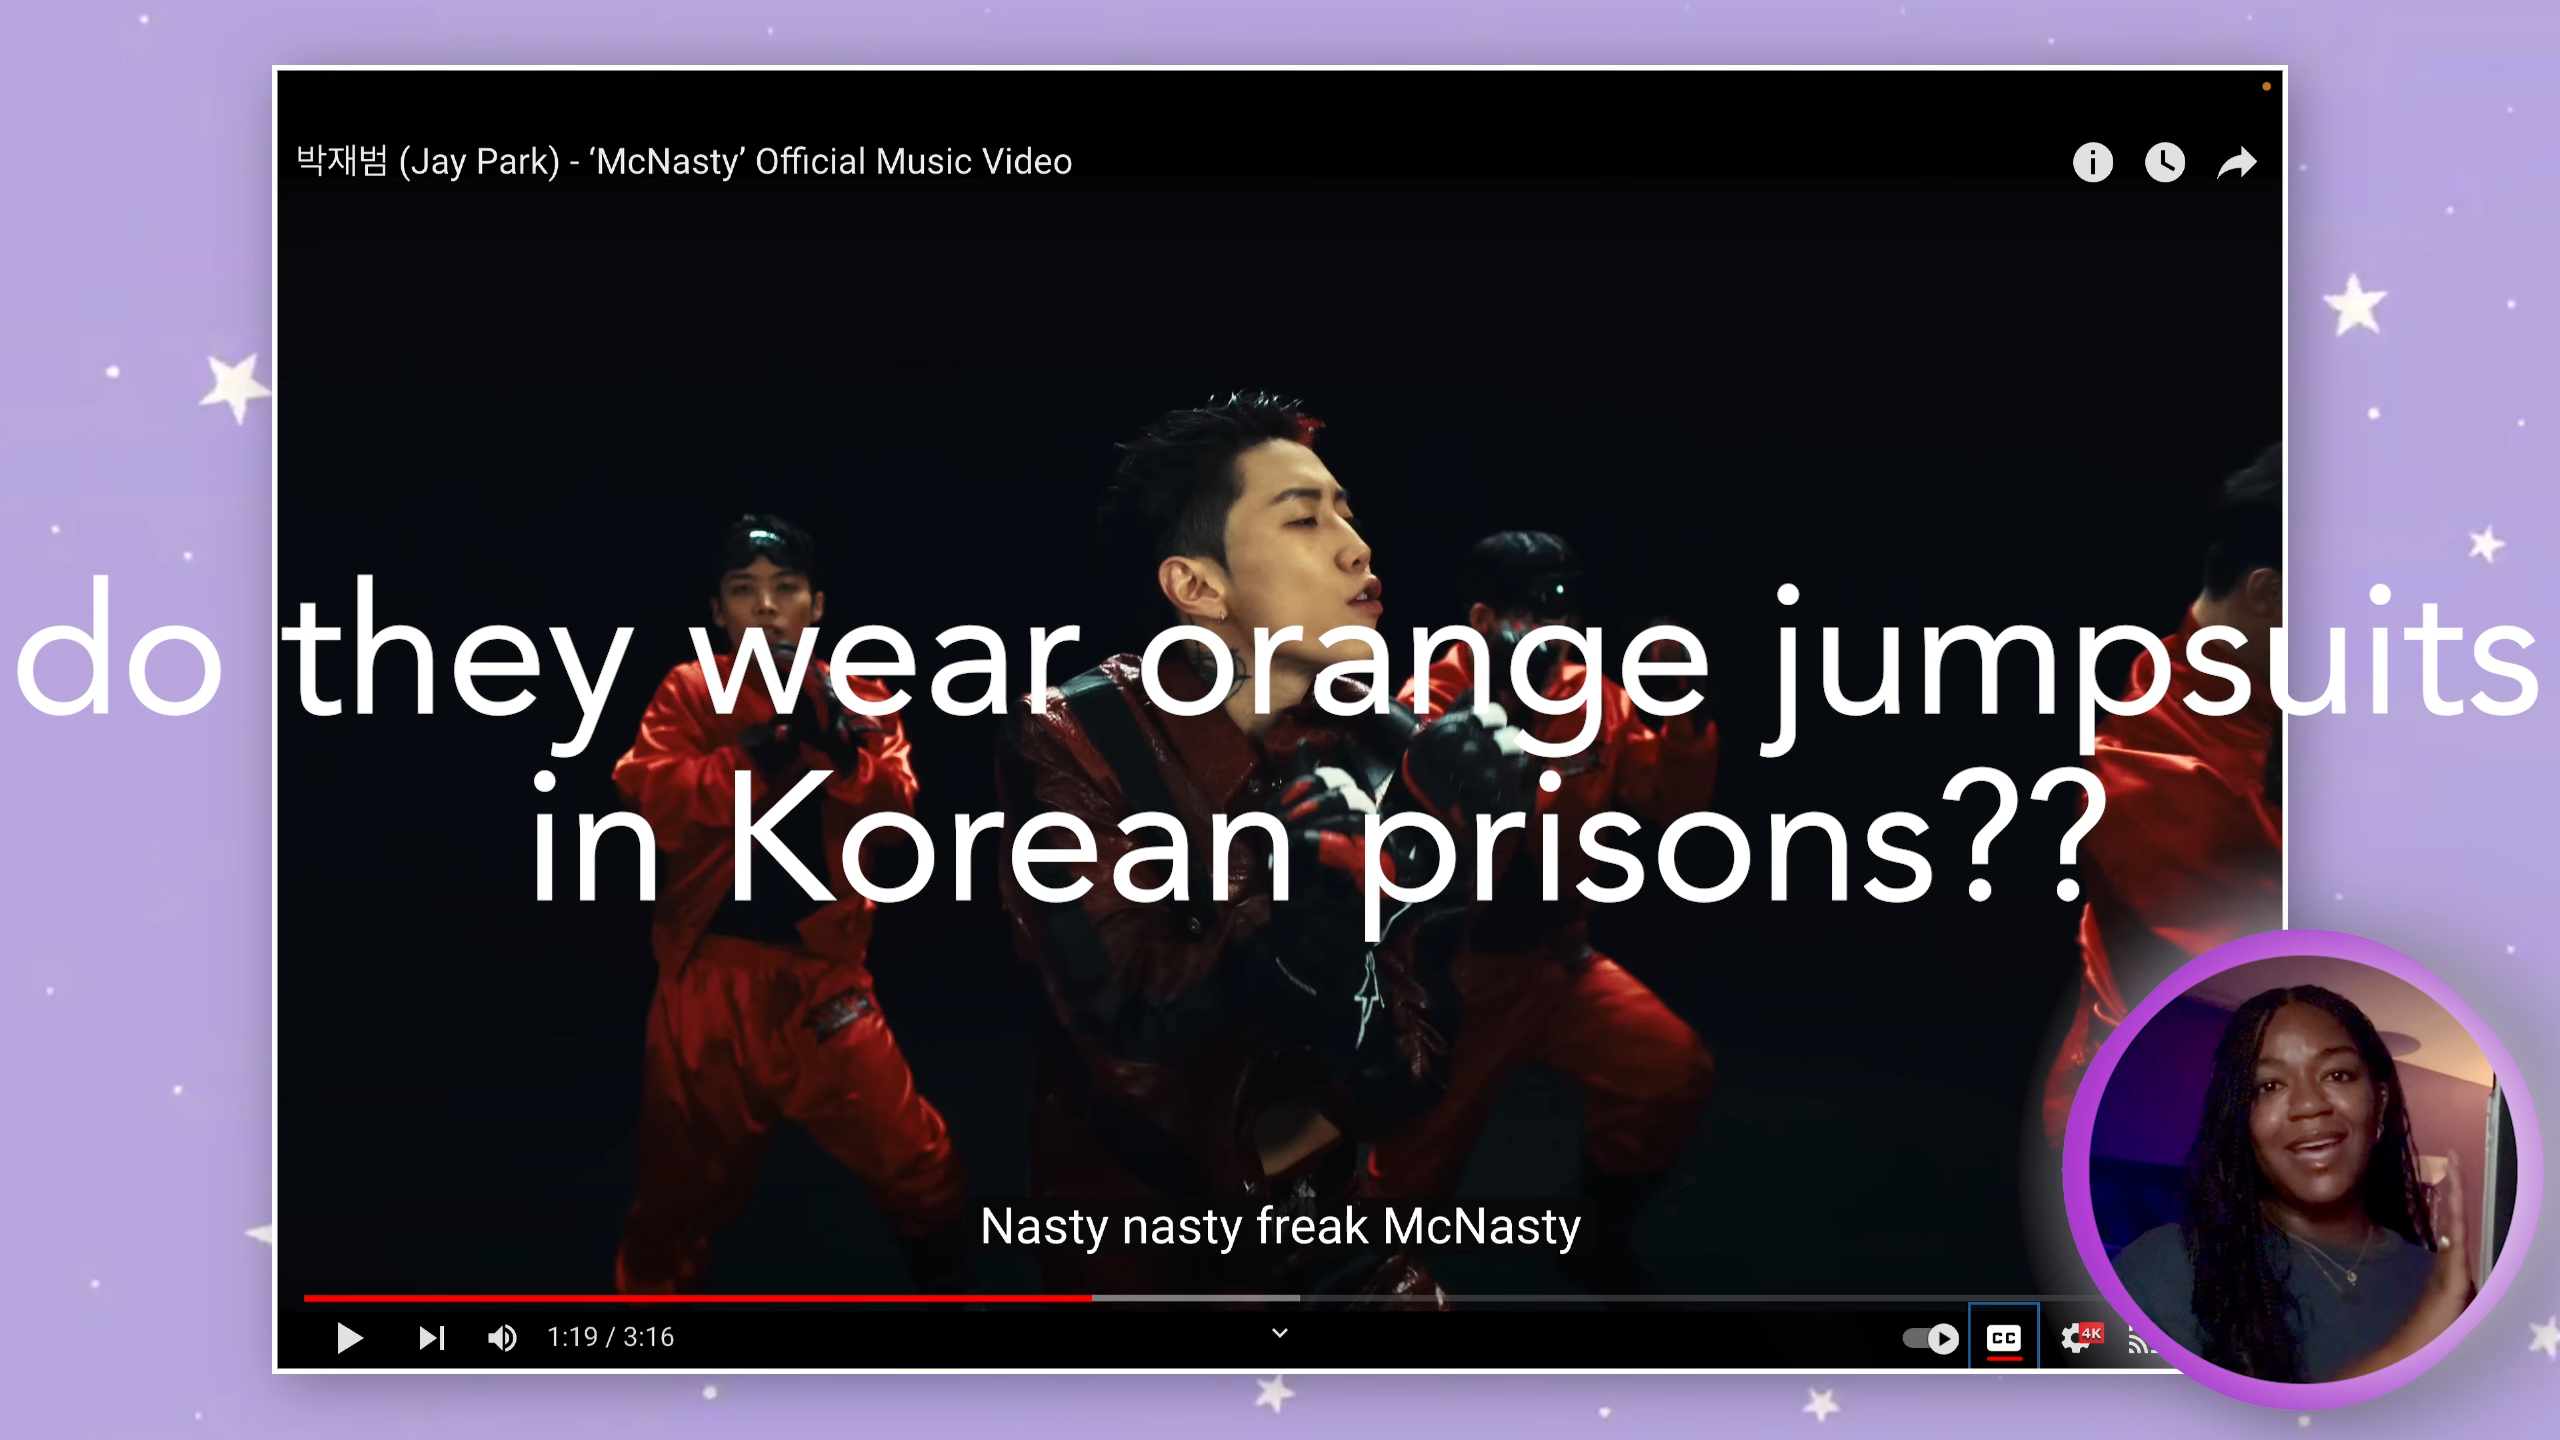 박재범 (Jay Park) - ‘McNasty’ Official Music Video
do they wear orange jumpsuits
in Korean prisons??
Nasty nasty freak McNasty
1:19 / 3:16
CC
4K